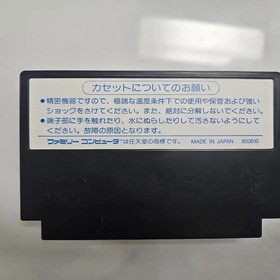 カセットについてのお願い
●精密機器ですので、極端な温度条件下での使用や保管および強い
ショックをさけてください。また、絶対に分解しないでください。
●端子部に手を触れたり、水にぬらしたりして汚さないようにして
ください。故障の原因となります。
ファミリーコンピュータ™は任天堂の商標です。 MADE IN JAPAN